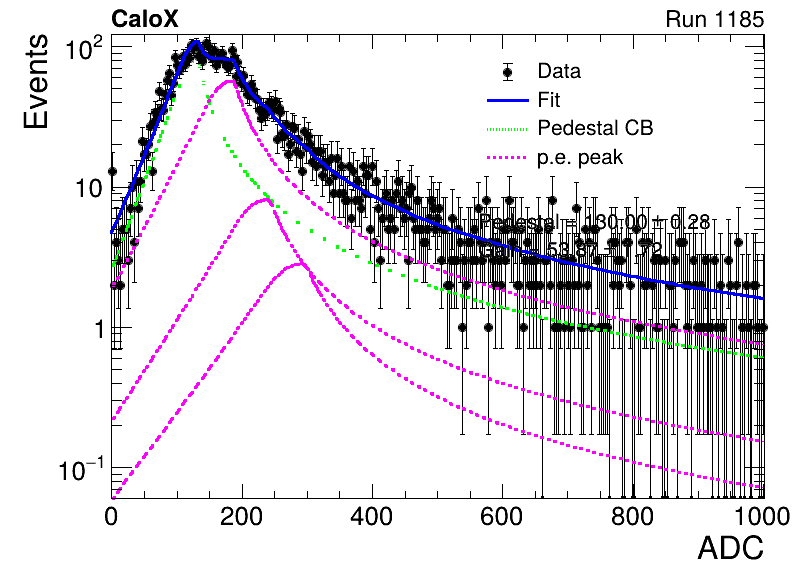 CaloX
Run 1185
Events
10²
10
1
10⁻¹
Data
Fit
Pedestal CB
p.e. peak
Pedestal = 130.00 ± 0.28
0
200
400
600
800
1000
ADC